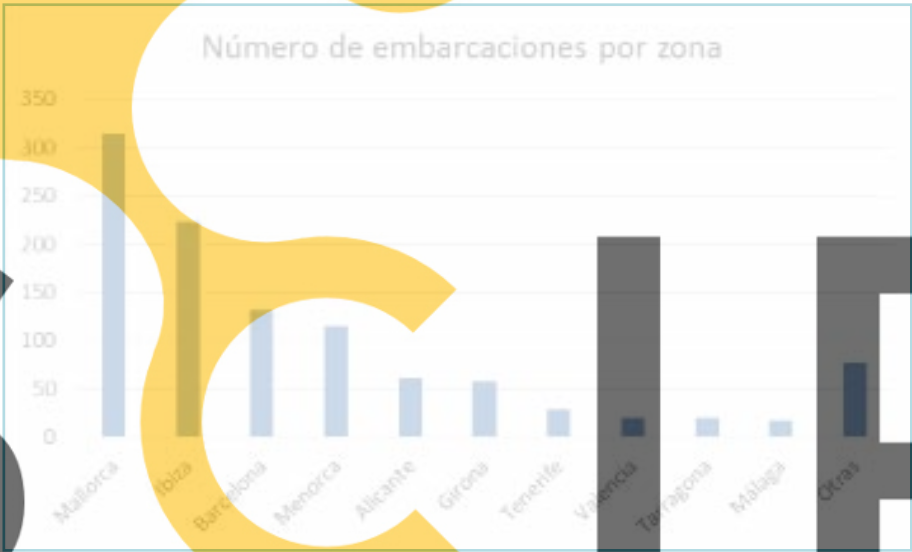 Número de embarcaciones por zona
350
300
250
200
150
100
50
0
Mallorca
Ibiza
Barcelona
Menorca
Alicante
Girona
Tenerife
Valencia
Tarragona
Málaga
Otras